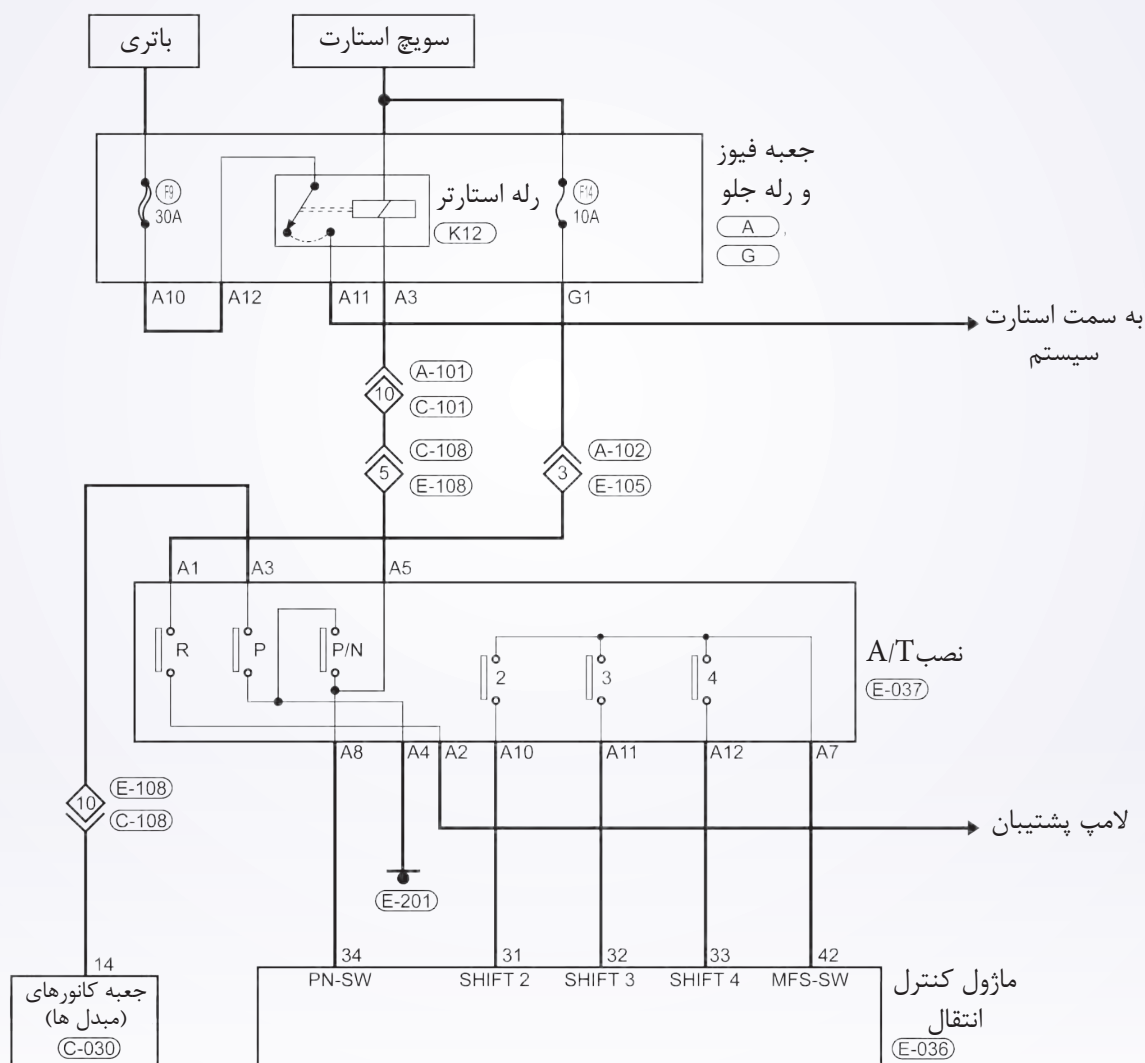 باتری
سویچ استارت
جعبه فیوز
و رله جلو
A
G
F9
30A
رله استارتر
K12
F14
10A
A10
A12
A11
A3
G1
به سمت استارت
سیستم
10
A-101
C-101
5
C-108
E-108
3
A-102
E-105
A1
A3
A5
R
P
P/N
2
3
4
نصب A/T
E-037
A8
A4
A2
A10
A11
A12
A7
10
E-108
C-108
لامپ پشتیبان
E-201
14
34
31
32
33
42
PN-SW
SHIFT 2
SHIFT 3
SHIFT 4
MFS-SW
جعبه کانورهای
(مبدل ها)
C-030
ماژول کنترل
انتقال
E-036